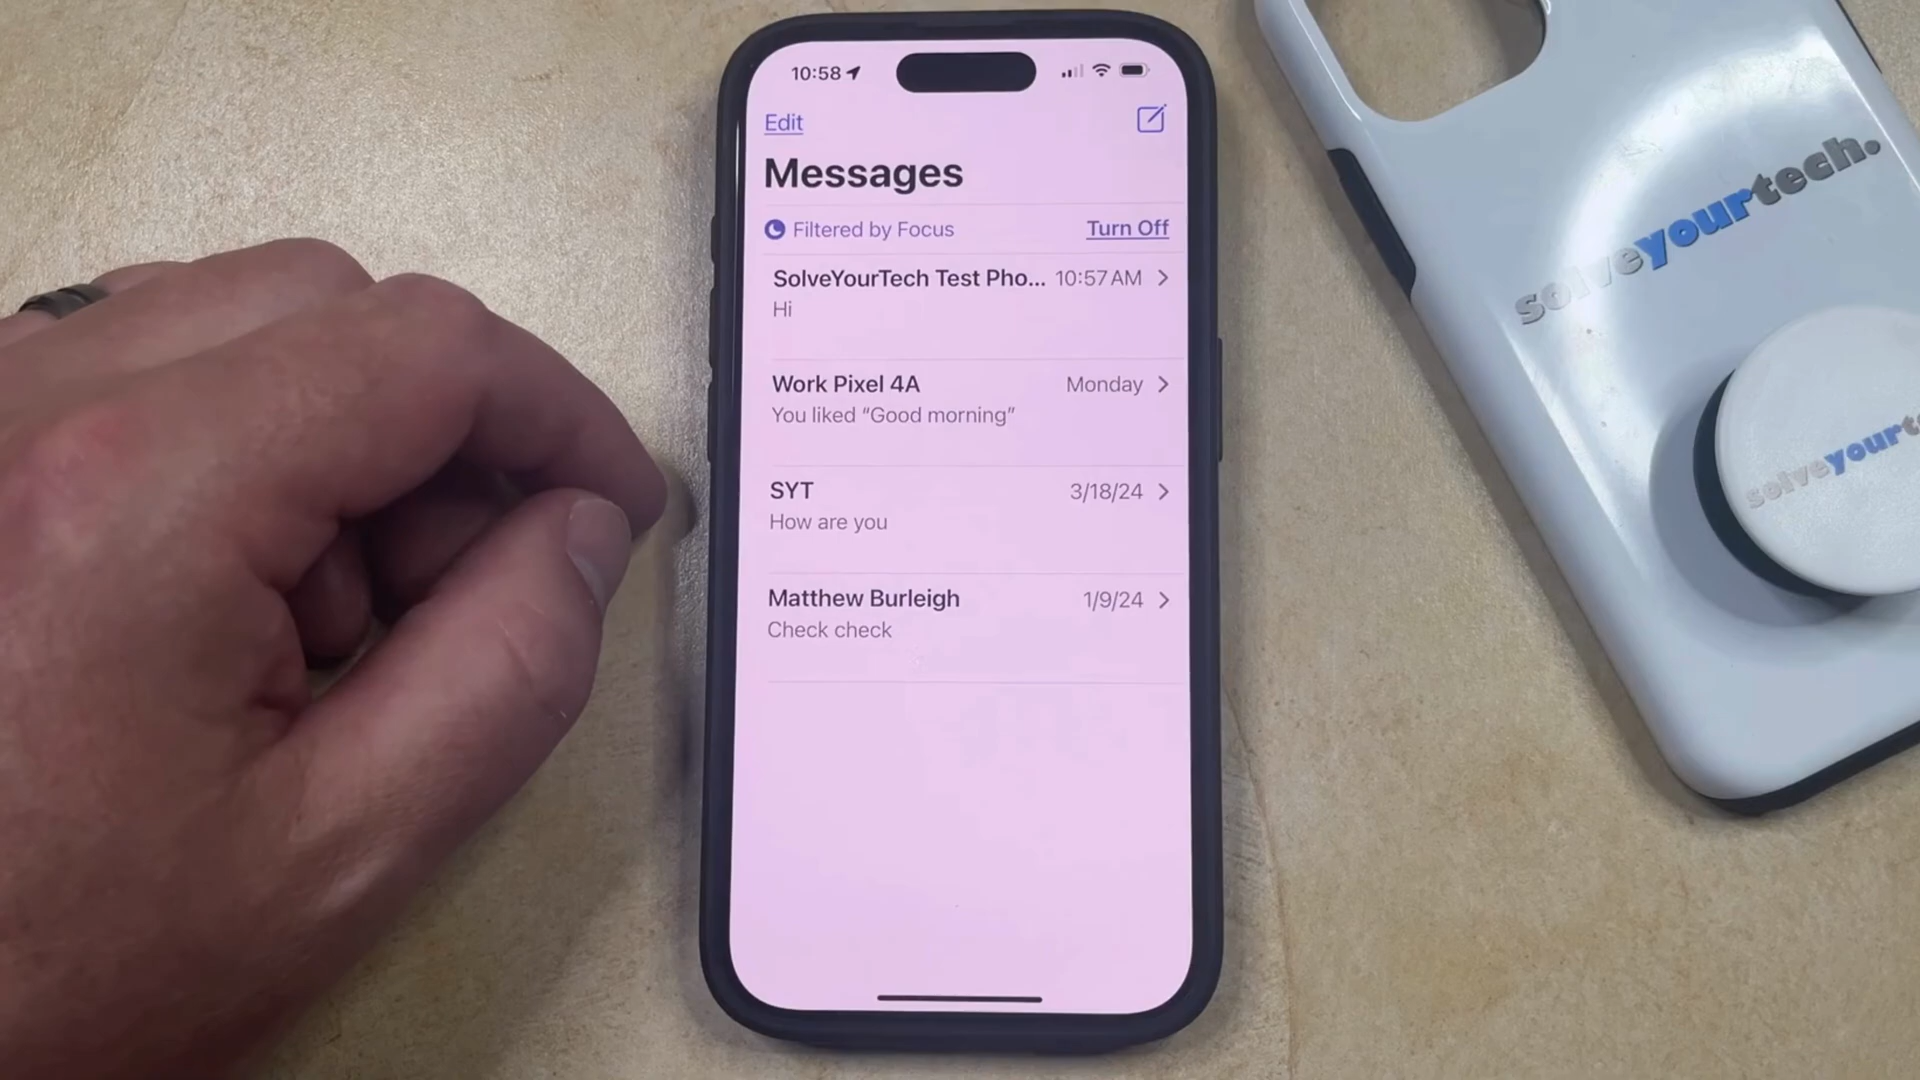 10:58
Edit
Messages
Filtered by Focus Turn Off
SolveYourTech Test Pho... 10:57 AM
Hi
Work Pixel 4A Monday
You liked “Good morning”
SYT 3/18/24
How are you
Matthew Burleigh 1/9/24
Check check
solveyourtech.
solveyourte